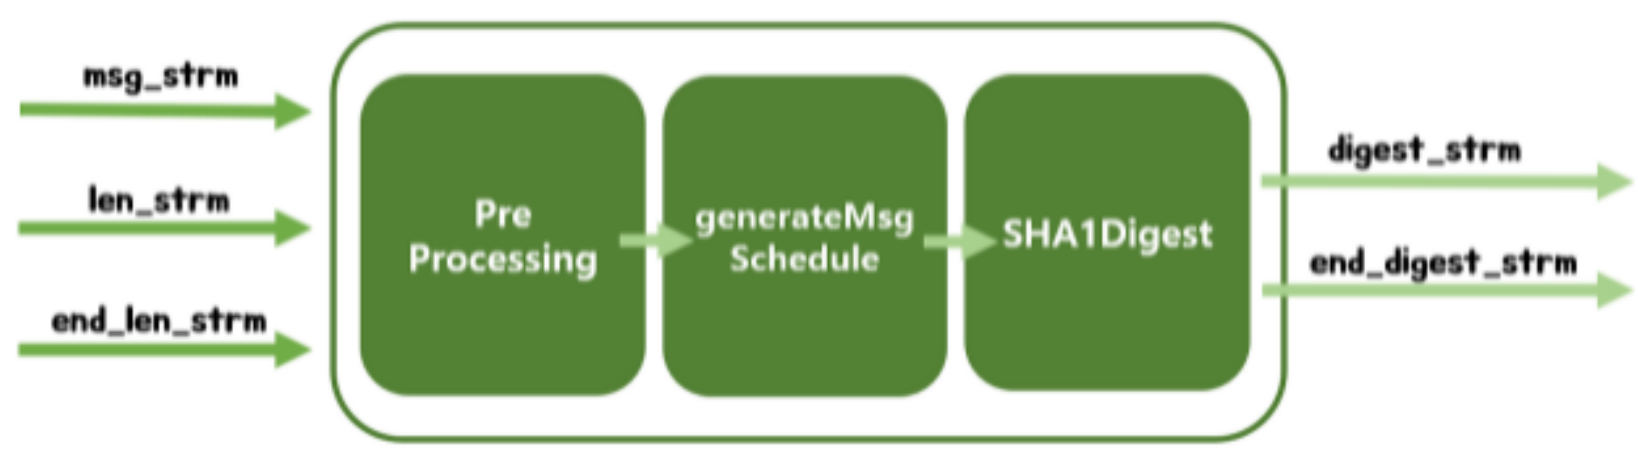 msg_strm
len_strm
end_len_strm
Pre
Processing
generateMsg
Schedule
SHA1Digest
digest_strm
end_digest_strm